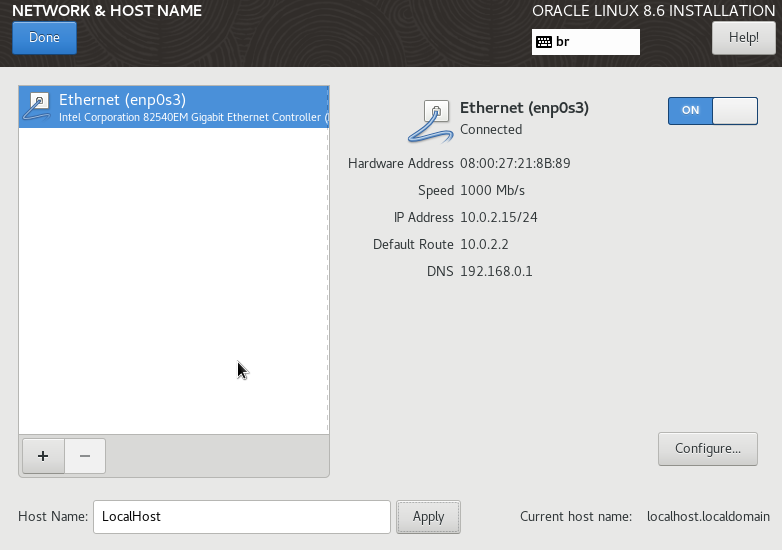 NETWORK & HOST NAME
ORACLE LINUX 8.6 INSTALLATION
Done
br
Help!
Ethernet (enp0s3)
Intel Corporation 82540EM Gigabit Ethernet Controller (
Ethernet (enp0s3)
Connected
ON
Hardware Address 08:00:27:21:8B:89
Speed 1000 Mb/s
IP Address 10.0.2.15/24
Default Route 10.0.2.2
DNS 192.168.0.1
+ −
Configure...
Host Name: LocalHost Apply Current host name: localhost.localdomain